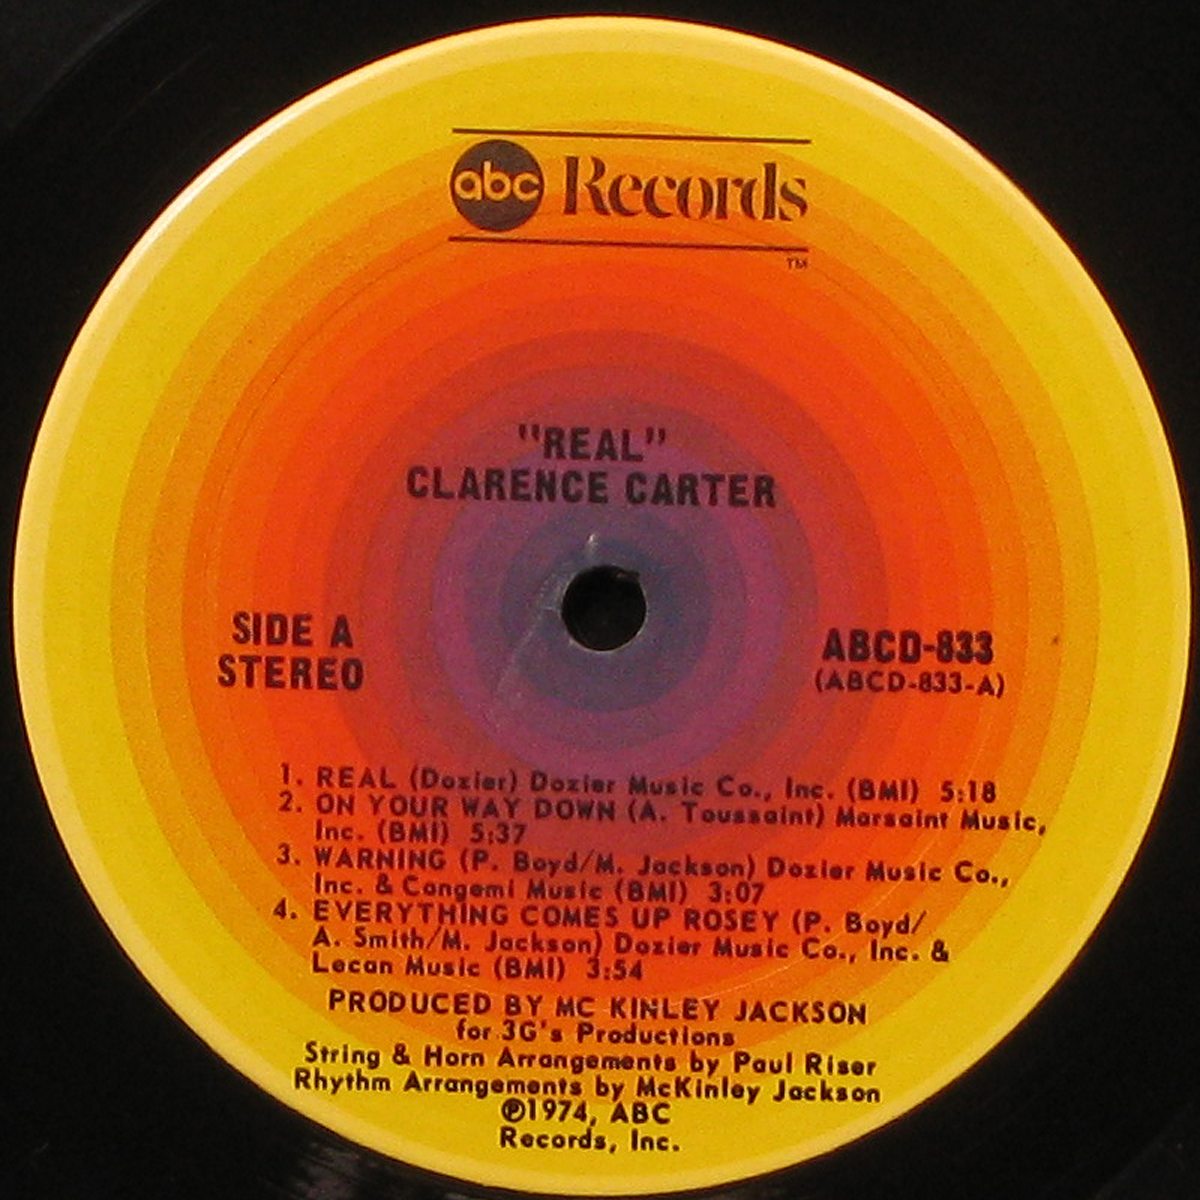 abc Records
TM
"REAL"
CLARENCE CARTER
SIDE A
STEREO
ABCD-833
(ABCD-833-A)
1. REAL (Dozier) Dozier Music Co., Inc. (BMI) 5:18
2. ON YOUR WAY DOWN (A. Toussaint) Marsaint Music,
Inc. (BMI) 5:37
3. WARNING (P. Boyd/M. Jackson) Dozier Music Co.,
Inc. & Congemi Music (BMI) 3:07
4. EVERYTHING COMES UP ROSEY (P. Boyd/
A. Smith/M. Jackson) Dozier Music Co., Inc. &
Lecan Music (BMI) 3:54
PRODUCED BY MC KINLEY JACKSON
for 3G's Productions
String & Horn Arrangements by Paul Riser
Rhythm Arrangements by McKinley Jackson
℗1974, ABC
Records, Inc.